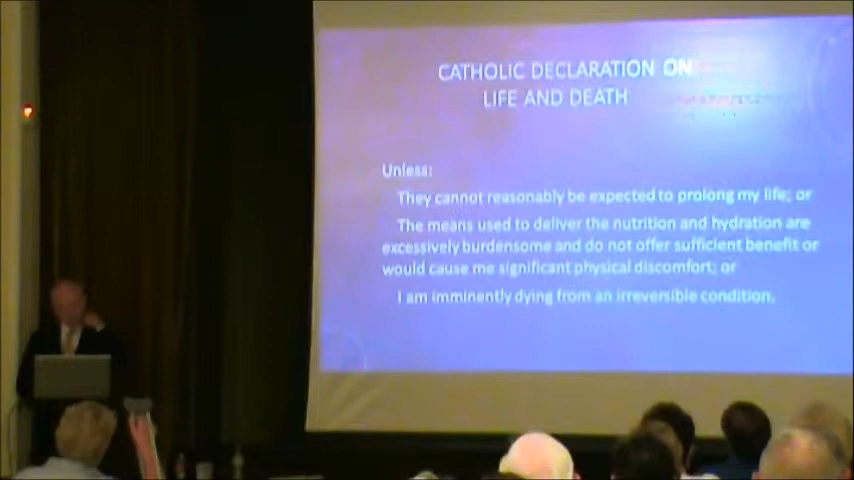 CATHOLIC DECLARATION ON
LIFE AND DEATH
Unless:
They cannot reasonably be expected to prolong my life; or
The means used to deliver the nutrition and hydration are
excessively burdensome and do not offer sufficient benefit or
would cause me significant physical discomfort; or
I am imminently dying from an irreversible condition.